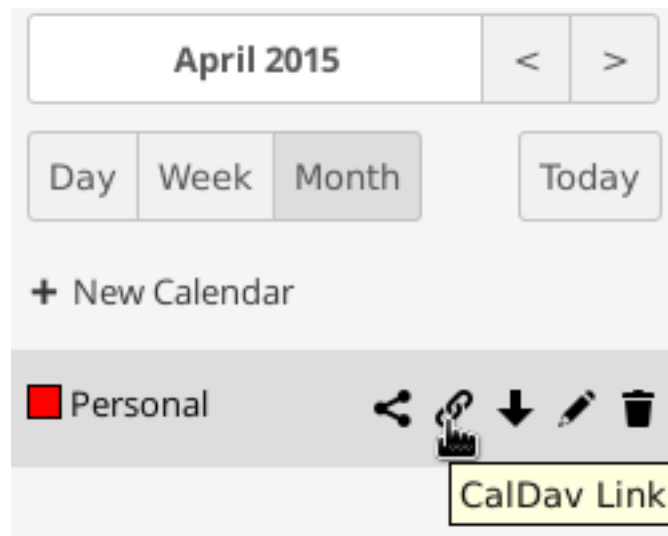 April 2015 < >
Day Week Month Today
+ New Calendar
Personal
CalDav Link